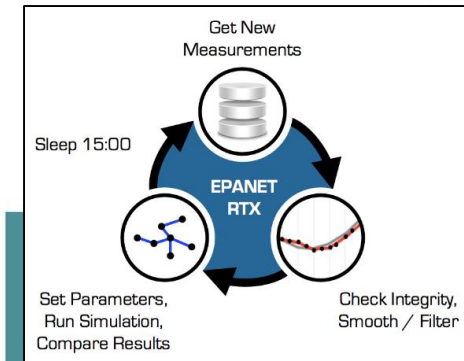 Get New
Measurements
Sleep 15:00
EPANET
RTX
Set Parameters,
Run Simulation,
Compare Results
Check Integrity,
Smooth / Filter